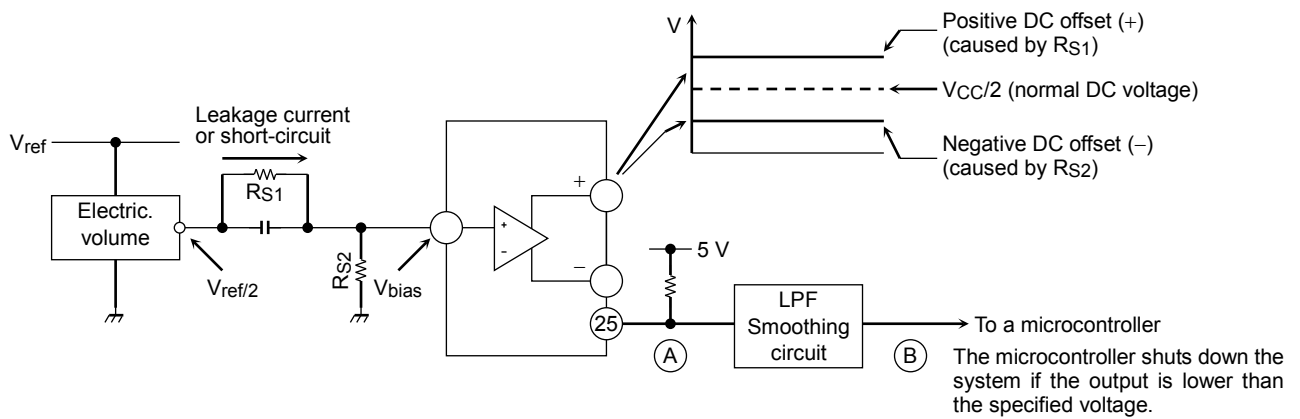 V
Positive DC offset (+)
(caused by RS1)
VCC/2 (normal DC voltage)
Negative DC offset (−)
(caused by RS2)
Leakage current
or short-circuit
Vref
RS1
Electric.
volume
Vref/2
RS2
Vbias
+
-
+
−
25
5 V
A
LPF
Smoothing
circuit
B
To a microcontroller
The microcontroller shuts down the
system if the output is lower than
the specified voltage.